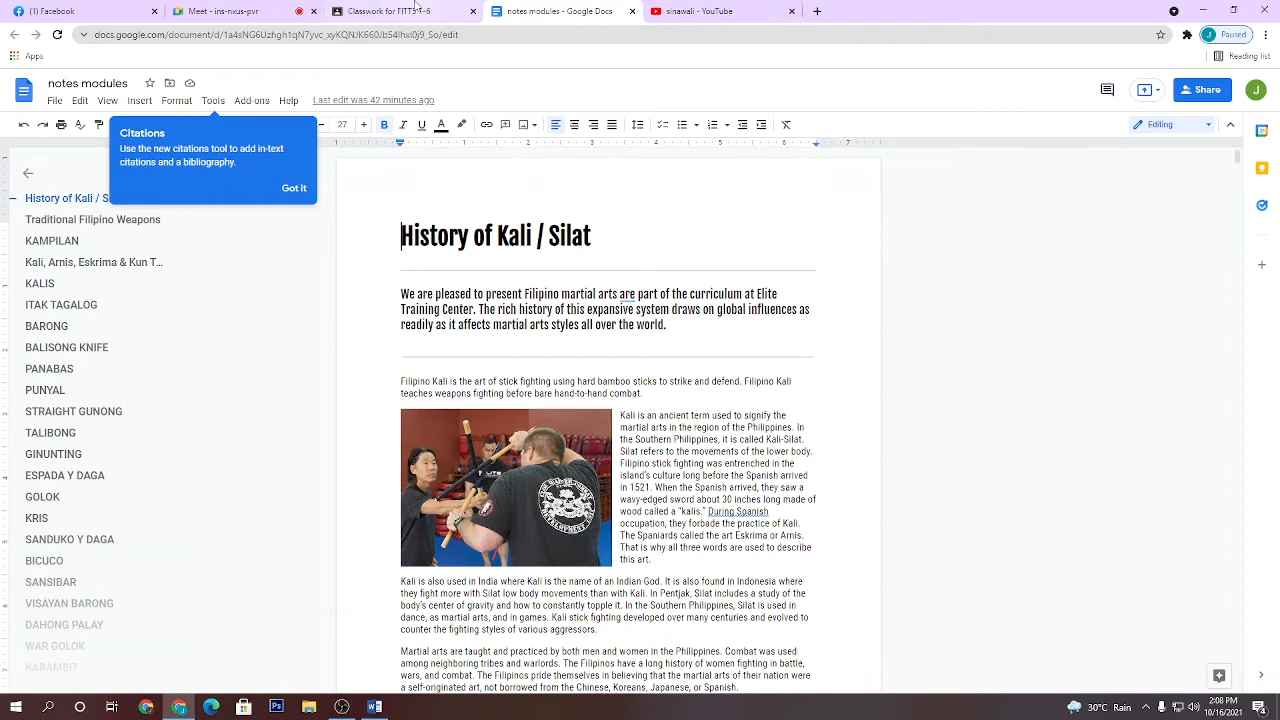 (1) Facebook
Meet - ins-nxus-pvr
Classwork for FIT
notes modules - Google Docs
sinawali - YouTube
docs.google.com/document/d/
Paused
Apps
Reading list
notes modules
File Edit View Insert Format Tools Add-ons Help Last edit was 42 minutes ago
Share
J
27
Editing
Citations
Use the new citations tool to add in-text
citations and a bibliography.
Got it
History of Kali / S
Traditional Filipino Weapons
KAMPILAN
Kali, Arnis, Eskrima & Kun T...
KALIS
ITAK TAGALOG
BARONG
BALISONG KNIFE
PANABAS
PUNYAL
STRAIGHT GUNONG
TALIBONG
GINUNTING
ESPADA Y DAGA
GOLOK
KRIS
SANDUKO Y DAGA
BICUCO
SANSIBAR
VISAYAN BARONG
DAHONG PALAY
WAR GOLOK
KARAMBIT
History of Kali / Silat
We are pleased to present Filipino martial arts are part of the curriculum at Elite
Training Center. The rich history of this expansive system draws on global influences as
readily as it affects martial arts styles all over the world.
Filipino Kali is the art of stick fighting using hard bamboo sticks to strike and defend. Filipino Kali
teaches weapons fighting before bare hand-to-hand combat.
Kali is an ancient term used to signify the
martial arts in the region of the Philippines. In
the Southern Philippines, it is called Kali-Silat.
Silat refers to the movements of the lower body.
Filipino stick fighting was entrenched in the
island's culture long before the Spanish arrived
in 1521. When the Spanish arrived, they saw a
wavy-edged sword about 30 inches long made of
wood called a "kalis." During Spanish
occupation, they forbade the practice of Kali.
The Spaniards called the art Eskrima or Arnis.
That is why all three words are used to describe
this art.
Kali is also used in India where Kali is the name of an Indian God. It is also found in Indonesia where
they fight more with Silat low body movements than with Kali. In Pentjak, Silat includes a study of the
body's center of gravity and how to constantly topple it. In the Southern Philippines, Silat is used in
dance, as martial arts, and in games. Kali stick fighting developed over many centuries and evolved to
counter the fighting styles of various aggressors.
Martial arts are taught and practiced by both men and women in the Philippines. Combat was used
among neighboring tribes and warlords. The Filipinos have a long history of women fighting in battle,
wars, and combat. The Filipinos pride themselves in believing that the martial arts of their nation were
a self-originated art, not borrowed from the Chinese, Koreans, Japanese, or Spanish.
30°C Rain
2:08 PM
10/16/2021